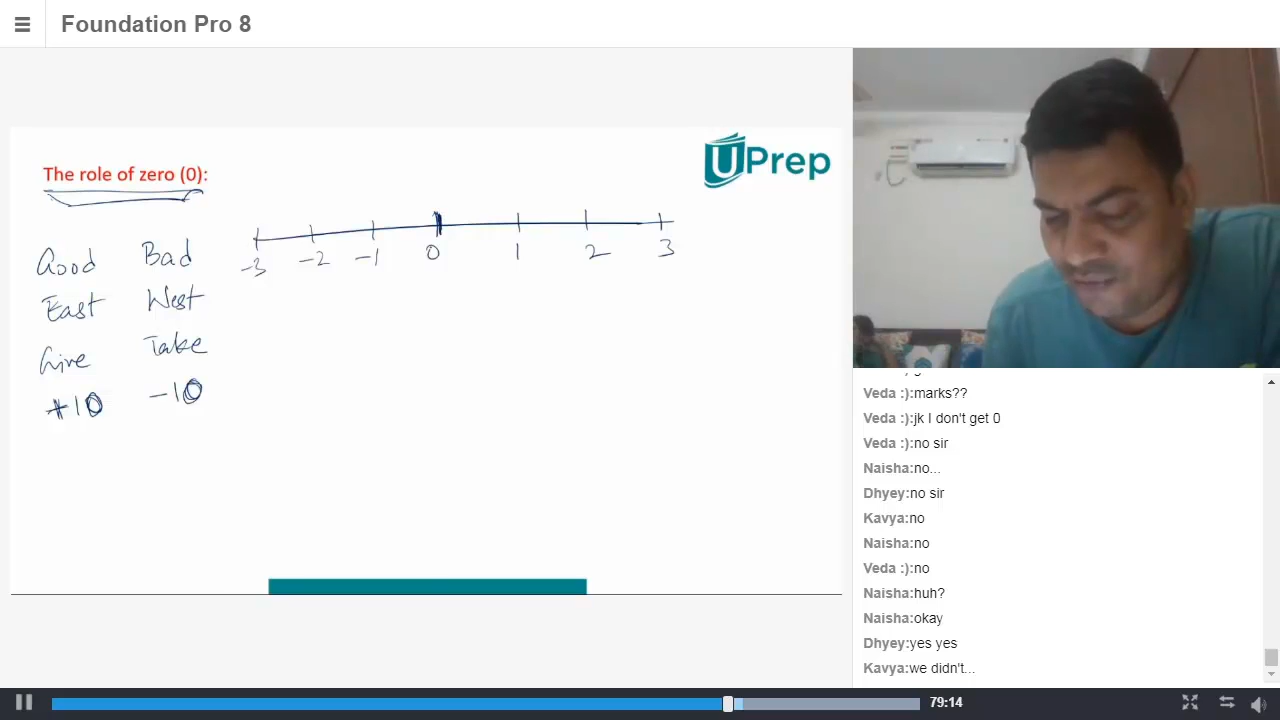 Foundation Pro 8
UPrep
The role of zero (0):
Good Bad
East West
Give Take
+10 -10
-3 -2 -1 0 1 2 3
Veda :):marks??
Veda :):jk I don't get 0
Veda :):no sir
Naisha:no...
Dhyey:no sir
Kavya:no
Naisha:no
Veda :):no
Naisha:huh?
Naisha:okay
Dhyey:yes yes
Kavya:we didn't...
79:14